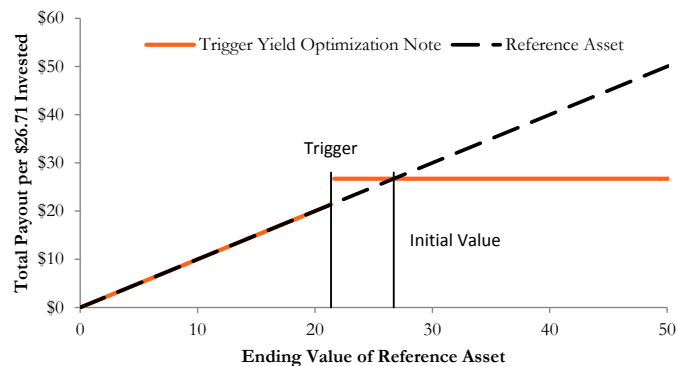 $60
Trigger Yield Optimization Note
Reference Asset
$50
$40
$30
$20
$10
$0
Total Payout per $26.71 Invested
Trigger
Initial Value
0
10
20
30
40
50
Ending Value of Reference Asset